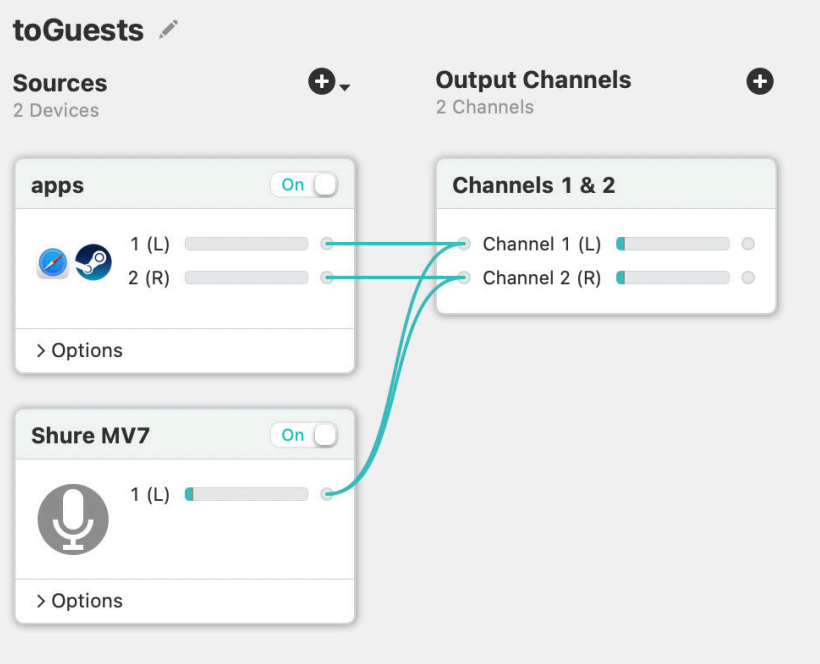 toGuests
Sources
2 Devices
Output Channels
2 Channels
apps
On
1 (L)
2 (R)
> Options
Channels 1 & 2
Channel 1 (L)
Channel 2 (R)
Shure MV7
On
1 (L)
> Options